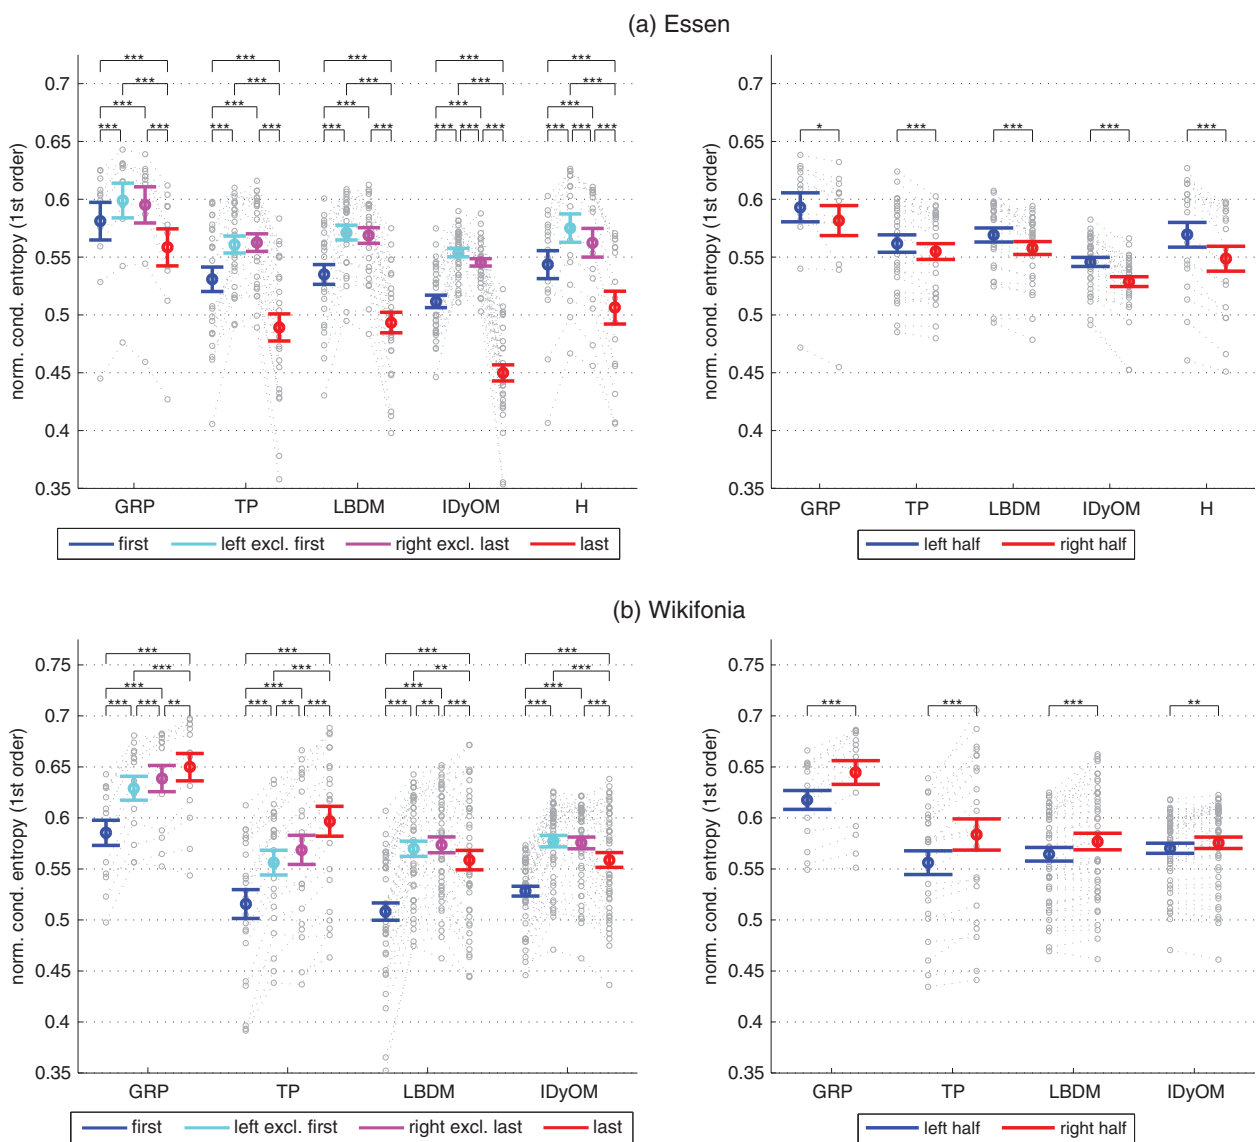 (a) Essen
norm. cond. entropy (1st order)
0.7
0.65
0.6
0.55
0.5
0.45
0.4
0.35
*** *** *** *** ***
*** *** *** *** ***
*** *** *** *** ***
*** *** *** *** *** *** *** *** *** *** *** ***
GRP TP LBDM IDyOM H
first left excl. first right excl. last last
norm. cond. entropy (1st order)
0.7
0.65
0.6
0.55
0.5
0.45
0.4
0.35
* *** *** *** ***
GRP TP LBDM IDyOM H
left half right half
(b) Wikifonia
norm. cond. entropy (1st order)
0.75
0.7
0.65
0.6
0.55
0.5
0.45
0.4
0.35
*** *** *** ***
*** *** ** ***
*** *** *** ***
*** *** ** *** ** *** *** ** *** *** ***
GRP TP LBDM IDyOM
first left excl. first right excl. last last
norm. cond. entropy (1st order)
0.75
0.7
0.65
0.6
0.55
0.5
0.45
0.4
0.35
*** *** *** **
GRP TP LBDM IDyOM
left half right half